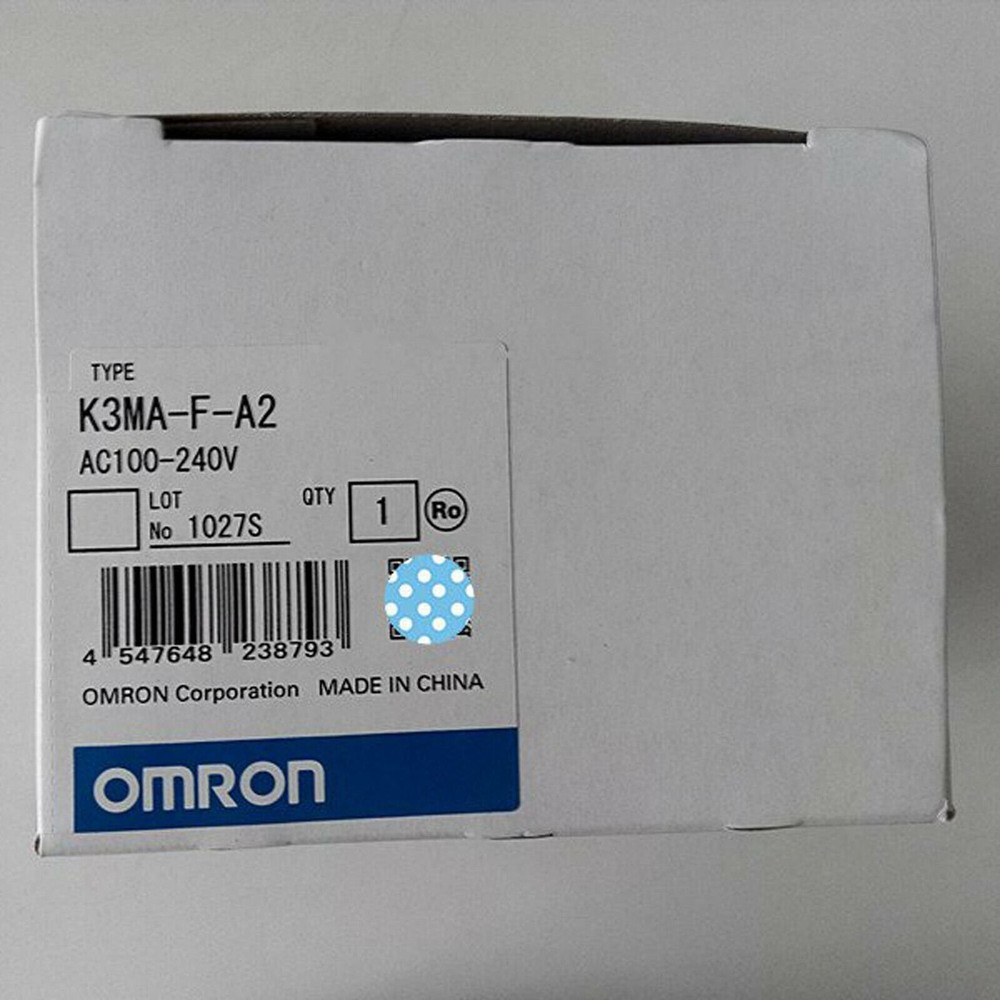 TYPE
K3MA-F-A2
AC100-240V
LOT
No 1027S
QTY
1
Ro
4 547648 238793
OMRON Corporation MADE IN CHINA
OMRON